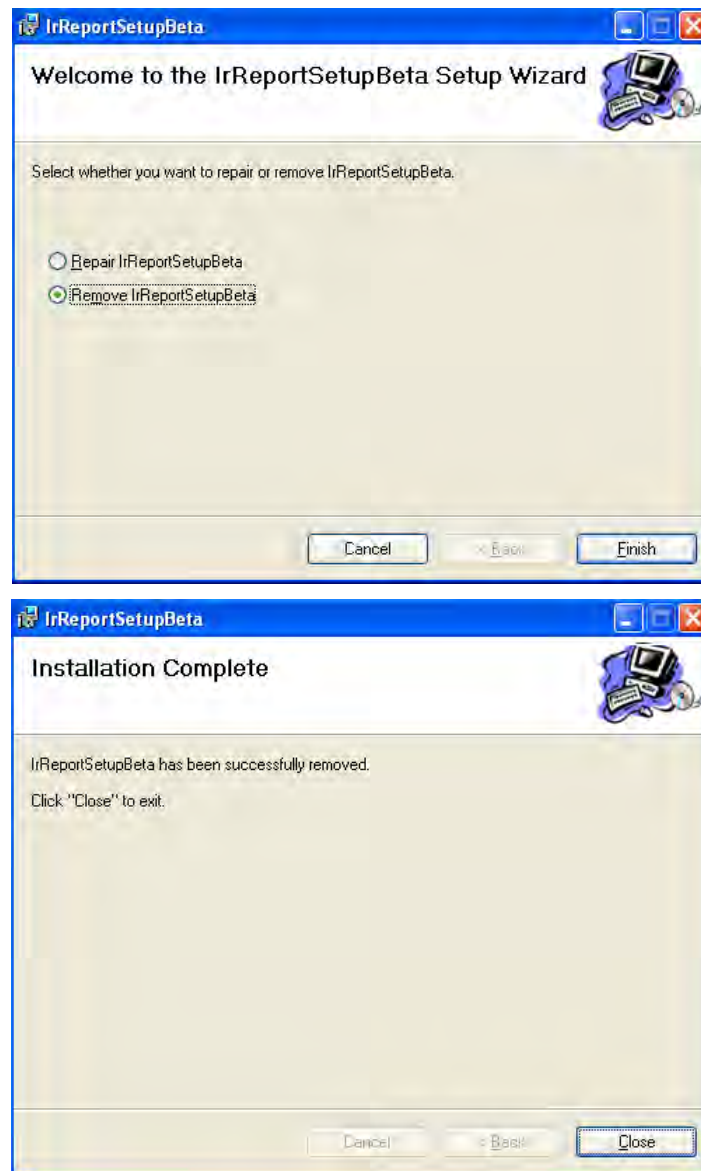 IrReportSetupBeta
Welcome to the IrReportSetupBeta Setup Wizard
Select whether you want to repair or remove IrReportSetupBeta.
Repair IrReportSetupBeta
Remove IrReportSetupBeta
Cancel < Back Finish
IrReportSetupBeta
Installation Complete
IrReportSetupBeta has been successfully removed.
Click "Close" to exit.
Cancel < Back Close